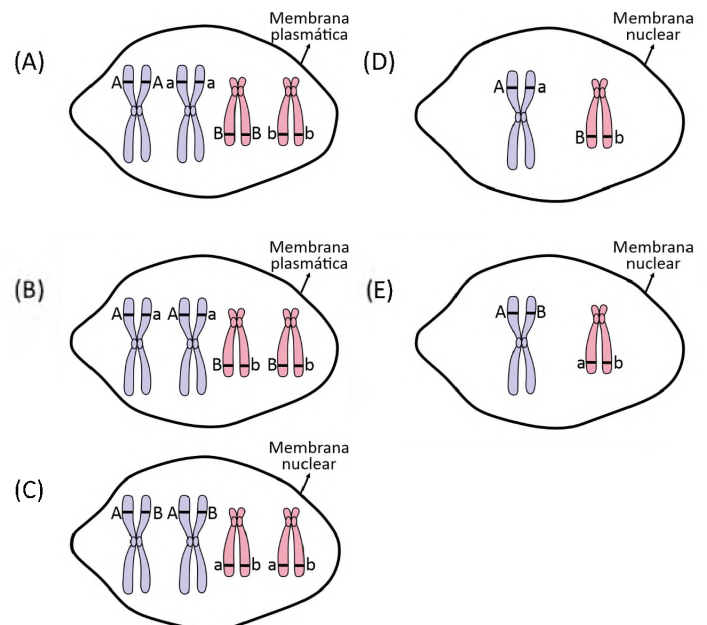 (A)
Membrana
plasmática
A A a a
B B b b
(B)
Membrana
plasmática
A a A a
B b B b
(C)
Membrana
nuclear
A B A B
a b a b
(D)
Membrana
nuclear
A a
B b
(E)
Membrana
nuclear
A B
a b